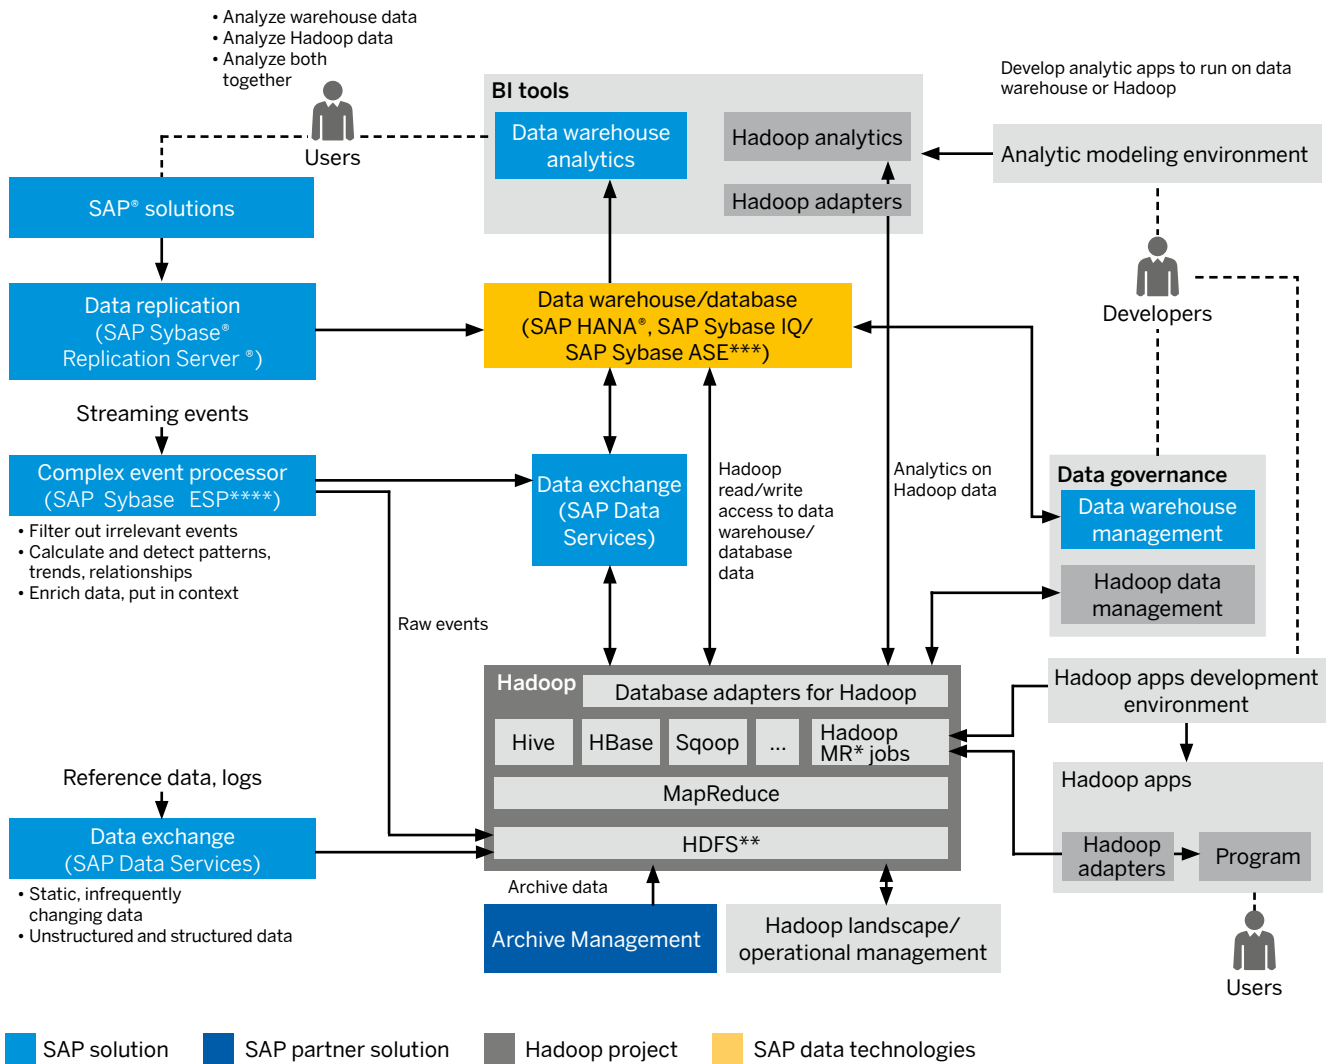 • Analyze warehouse data
• Analyze Hadoop data
• Analyze both
together
Users
BI tools
Data warehouse
analytics
Hadoop analytics
Hadoop adapters
Develop analytic apps to run on data
warehouse or Hadoop
Analytic modeling environment
SAP® solutions
Developers
Data replication
(SAP Sybase®
Replication Server ®)
Data warehouse/database
(SAP HANA®, SAP Sybase IQ/
SAP Sybase ASE***)
Streaming events
Complex event processor
(SAP Sybase ESP****)
• Filter out irrelevant events
• Calculate and detect patterns,
trends, relationships
• Enrich data, put in context
Data exchange
(SAP Data
Services)
Hadoop
read/write
access to data
warehouse/
database
data
Analytics on
Hadoop data
Data governance
Data warehouse
management
Hadoop data
management
Raw events
Hadoop
Database adapters for Hadoop
Hive
HBase
Sqoop
...
Hadoop
MR* jobs
MapReduce
HDFS**
Hadoop apps development
environment
Hadoop apps
Hadoop
adapters
Program
Users
Reference data, logs
Data exchange
(SAP Data Services)
• Static, infrequently
changing data
• Unstructured and structured data
Archive data
Archive Management
Hadoop landscape/
operational management
SAP solution
SAP partner solution
Hadoop project
SAP data technologies